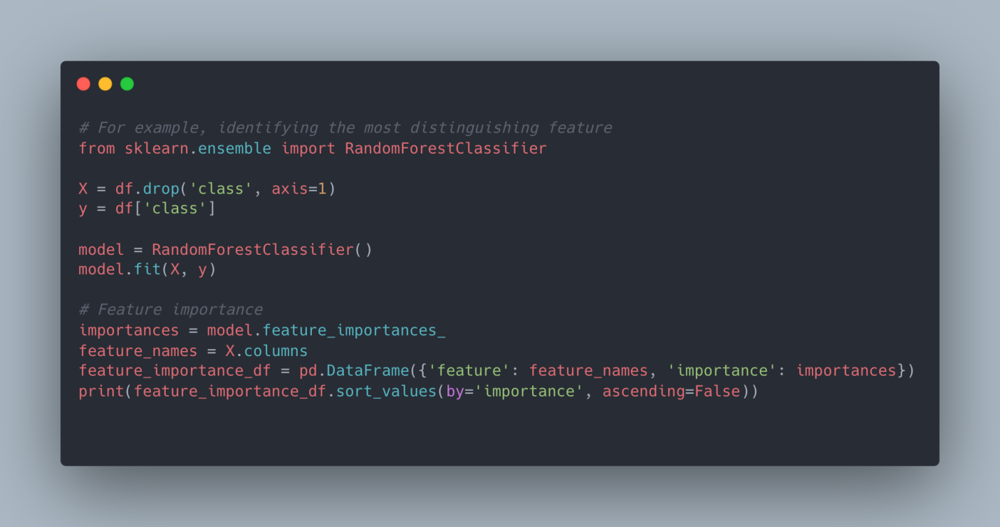 # For example, identifying the most distinguishing feature
from sklearn.ensemble import RandomForestClassifier
X = df.drop('class', axis=1)
y = df['class']
model = RandomForestClassifier()
model.fit(X, y)
# Feature importance
importances = model.feature_importances_
feature_names = X.columns
feature_importance_df = pd.DataFrame({'feature': feature_names, 'importance': importances})
print(feature_importance_df.sort_values(by='importance', ascending=False))